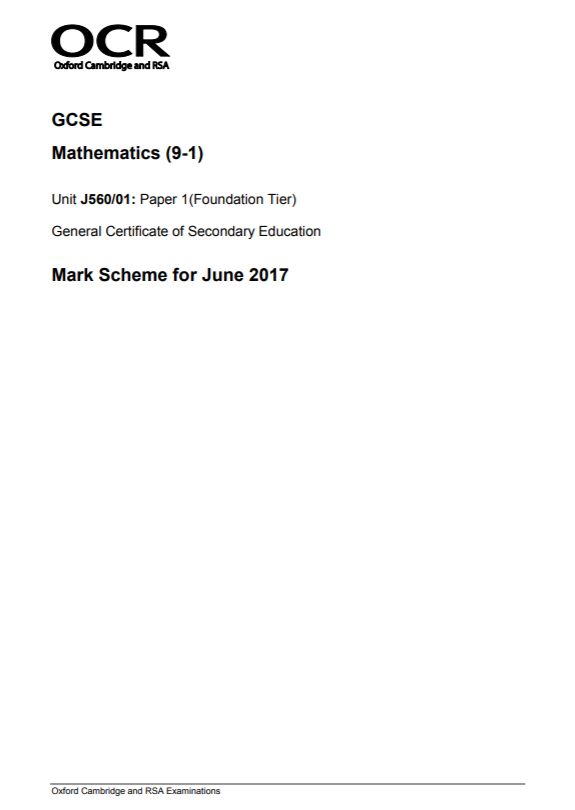 OCR
Oxford Cambridge and RSA
GCSE
Mathematics (9-1)
Unit J560/01: Paper 1(Foundation Tier)
General Certificate of Secondary Education
Mark Scheme for June 2017
Oxford Cambridge and RSA Examinations